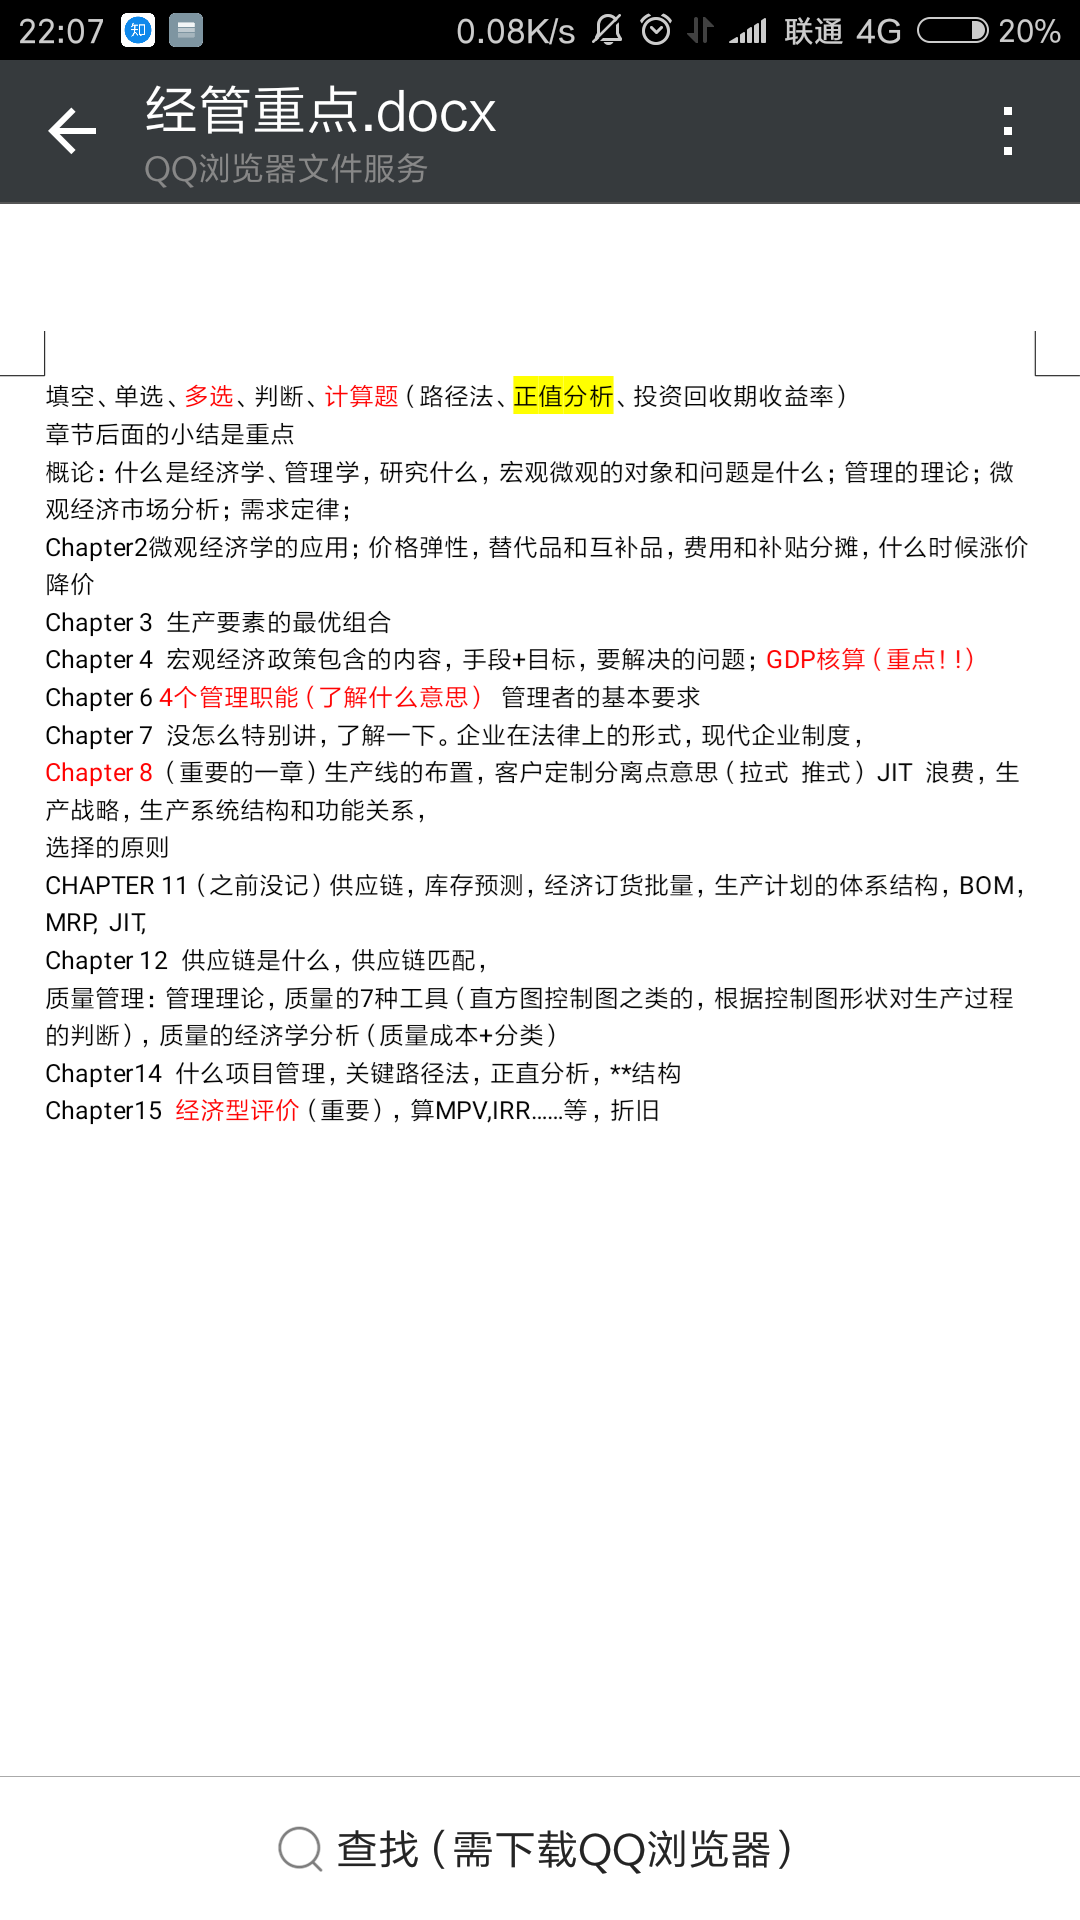 22:07 知 0.08K/s 联通 4G 20%
经管重点.docx
QQ浏览器文件服务
填空、单选、多选、判断、计算题（路径法、正值分析、投资回收期收益率）
章节后面的小结是重点
概论：什么是经济学、管理学，研究什么，宏观微观的对象和问题是什么；管理的理论；微
观经济市场分析；需求定律；
Chapter2微观经济学的应用；价格弹性，替代品和互补品，费用和补贴分摊，什么时候涨价
降价
Chapter 3 生产要素的最优组合
Chapter 4 宏观经济政策包含的内容，手段+目标，要解决的问题；GDP核算（重点！！）
Chapter 6 4个管理职能（了解什么意思） 管理者的基本要求
Chapter 7 没怎么特别讲，了解一下。企业在法律上的形式，现代企业制度，
Chapter 8（重要的一章）生产线的布置，客户定制分离点意思（拉式 推式）JIT 浪费，生
产战略，生产系统结构和功能关系，
选择的原则
CHAPTER 11（之前没记）供应链，库存预测，经济订货批量，生产计划的体系结构，BOM，
MRP, JIT,
Chapter 12 供应链是什么，供应链匹配，
质量管理：管理理论，质量的7种工具（直方图控制图之类的，根据控制图形状对生产过程
的判断），质量的经济学分析（质量成本+分类）
Chapter14 什么项目管理，关键路径法，正直分析，**结构
Chapter15 经济型评价（重要），算MPV,IRR......等，折旧
查找（需下载QQ浏览器）